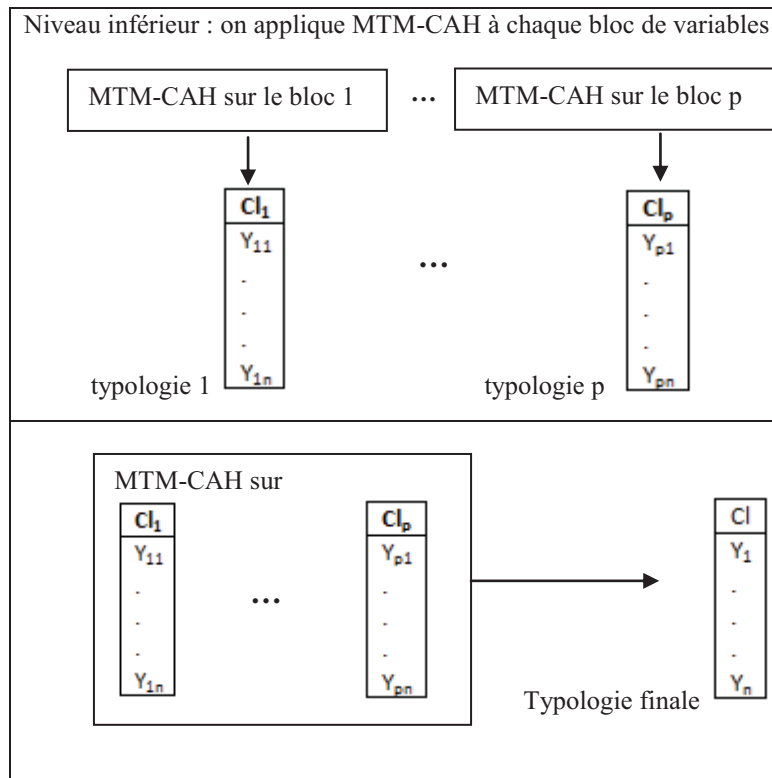 Niveau inférieur : on applique MTM-CAH à chaque bloc de variables
MTM-CAH sur le bloc 1 ... MTM-CAH sur le bloc p
Cl₁ Clₚ
Y₁₁ ... Yₚ₁
. .
. .
. .
Y₁ₙ Yₚₙ
typologie 1 typologie p
MTM-CAH sur
Cl₁ Clₚ Cl
Y₁₁ Yₚ₁ Y₁
. ... . .
. . .
. . .
Y₁ₙ Yₚₙ Yₙ
Typologie finale